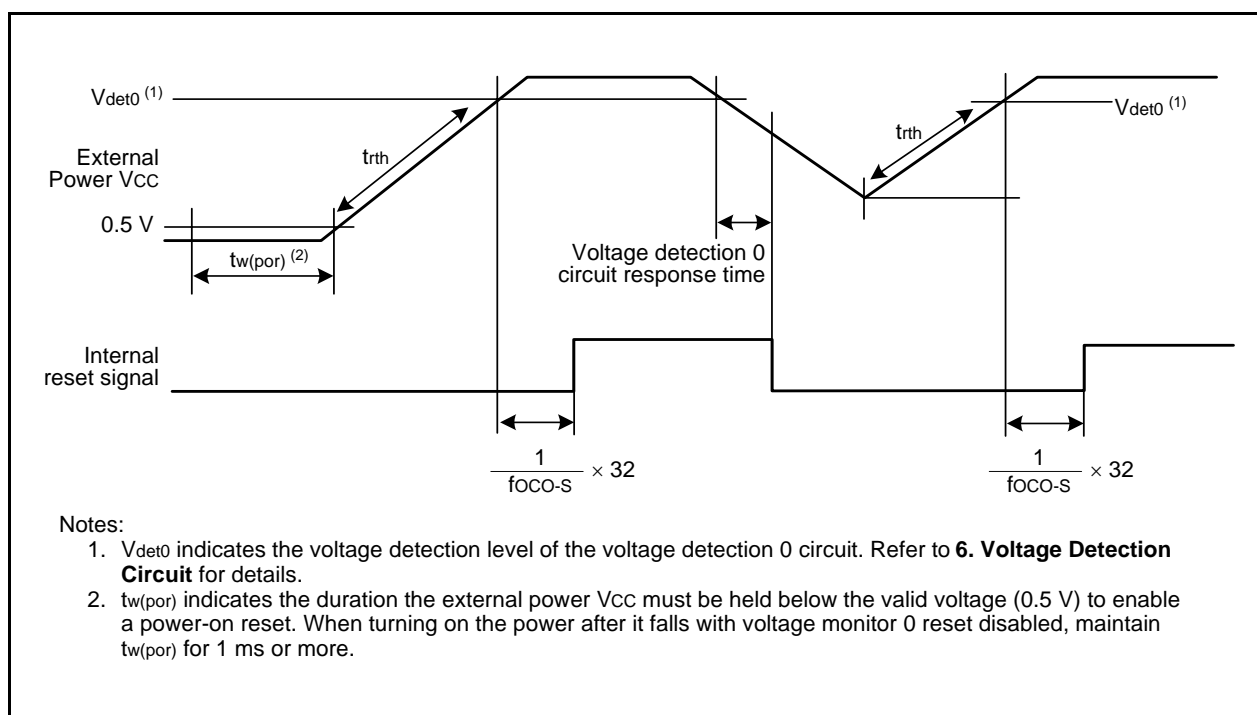 Vdet0 (1)
trth
External
Power VCC
0.5 V
tw(por) (2)
Voltage detection 0
circuit response time
trth
Vdet0 (1)
Internal
reset signal
1
fOCO-S
× 32
1
fOCO-S
× 32
Notes:
1. Vdet0 indicates the voltage detection level of the voltage detection 0 circuit. Refer to 6. Voltage Detection
Circuit for details.
2. tw(por) indicates the duration the external power VCC must be held below the valid voltage (0.5 V) to enable
a power-on reset. When turning on the power after it falls with voltage monitor 0 reset disabled, maintain
tw(por) for 1 ms or more.